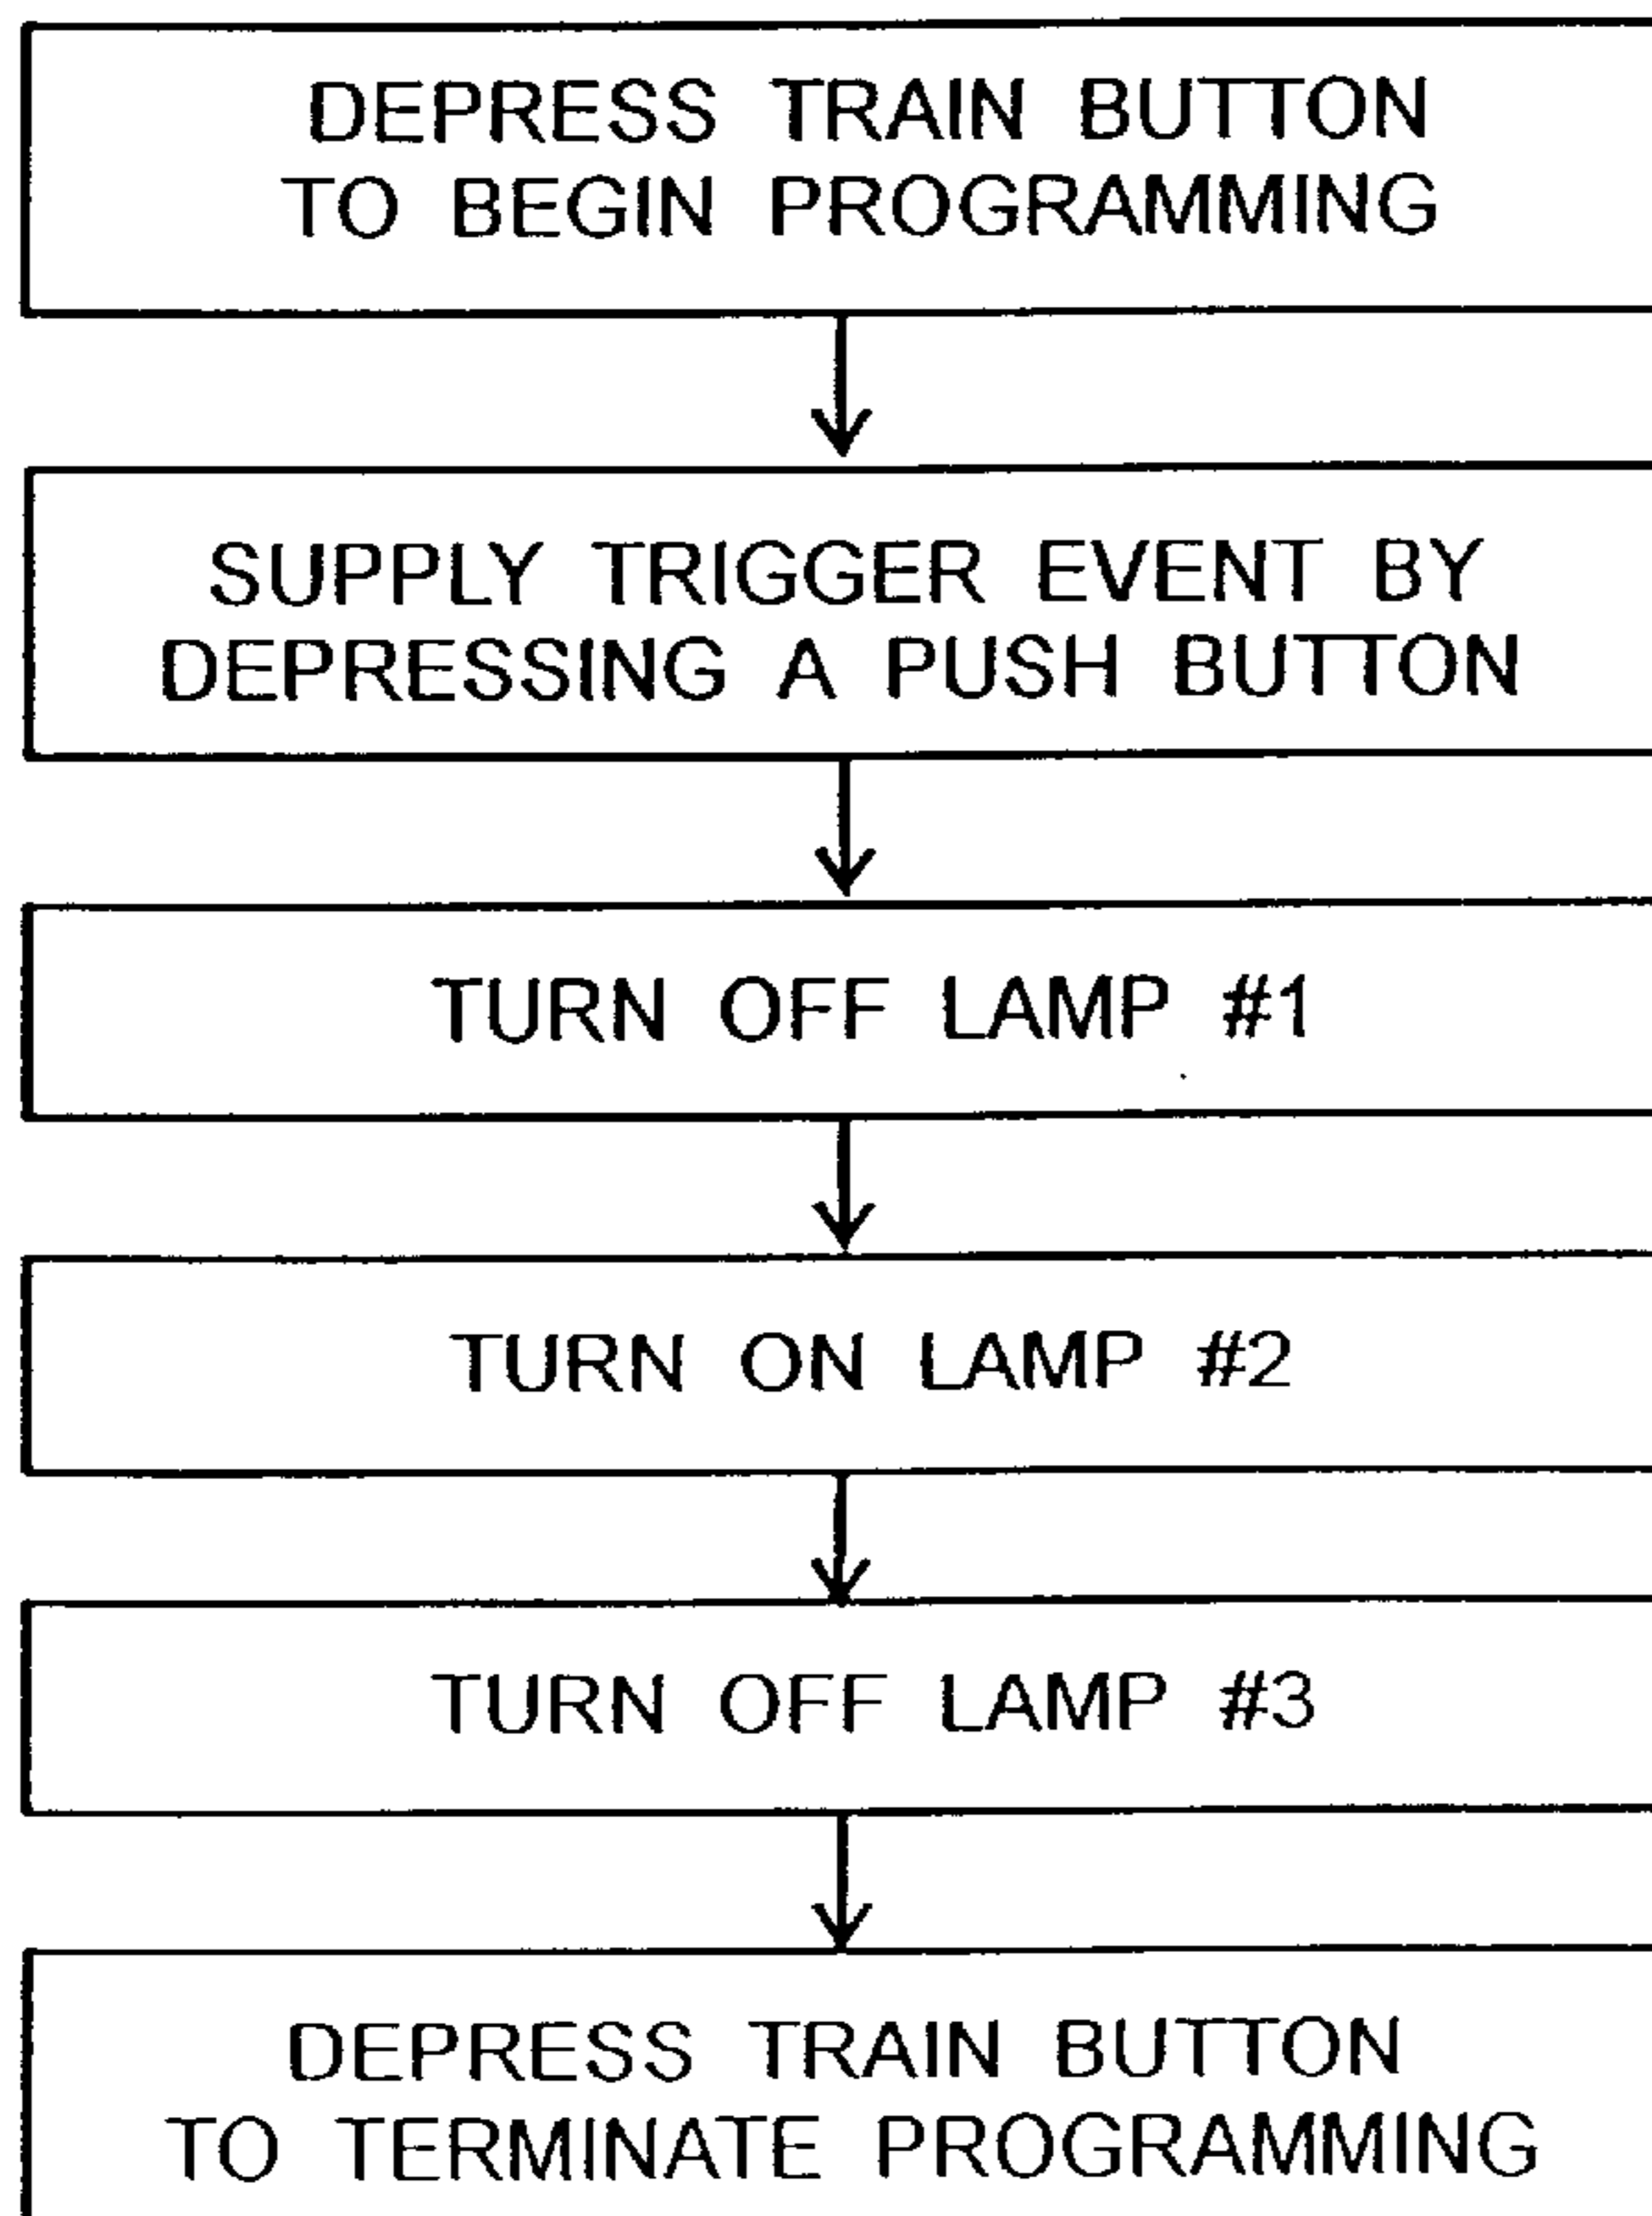 DEPRESS TRAIN BUTTON
TO BEGIN PROGRAMMING
SUPPLY TRIGGER EVENT BY
DEPRESSING A PUSH BUTTON
TURN OFF LAMP #1
TURN ON LAMP #2
TURN OFF LAMP #3
DEPRESS TRAIN BUTTON
TO TERMINATE PROGRAMMING